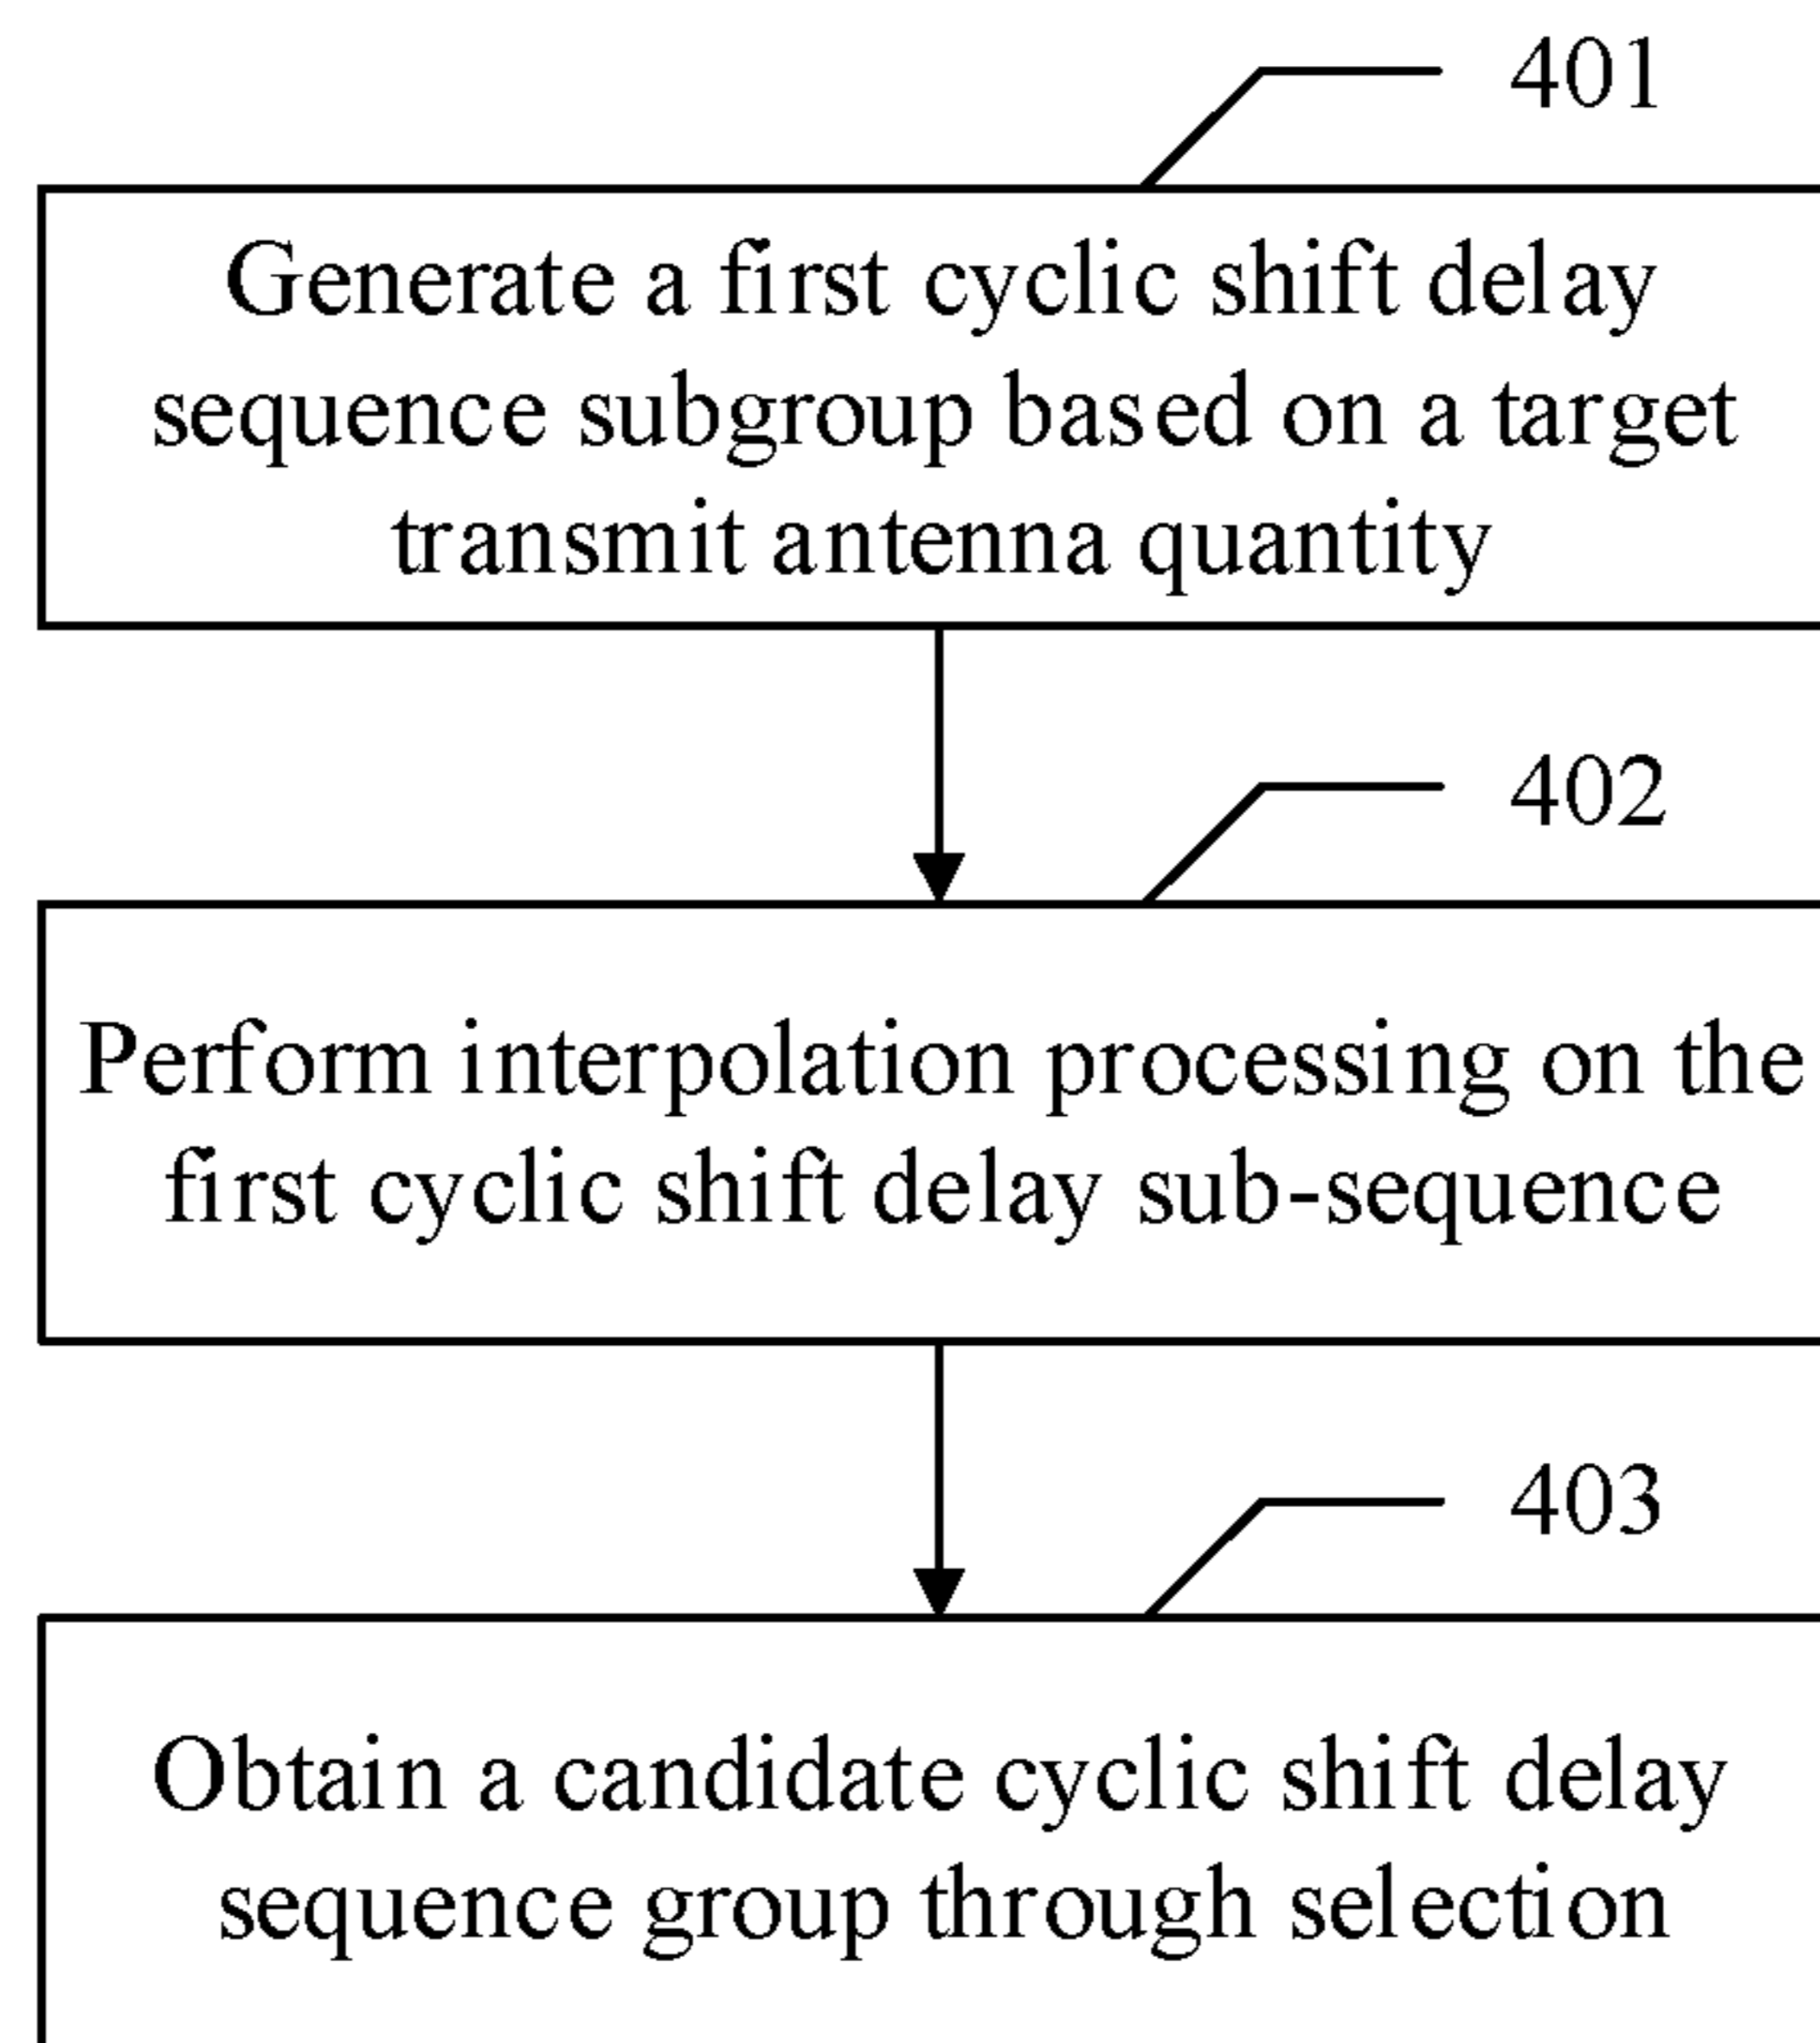 401
Generate a first cyclic shift delay
sequence subgroup based on a target
transmit antenna quantity
402
Perform interpolation processing on the
first cyclic shift delay sub-sequence
403
Obtain a candidate cyclic shift delay
sequence group through selection